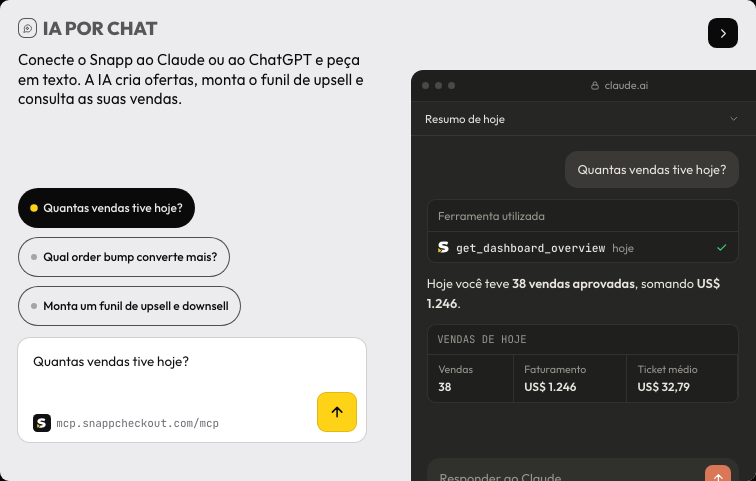 IA POR CHAT
Conecte o Snapp ao Claude ou ao ChatGPT e peça
em texto. A IA cria ofertas, monta o funil de upsell e
consulta as suas vendas.
Quantas vendas tive hoje?
Qual order bump converte mais?
Monta um funil de upsell e downsell
Quantas vendas tive hoje?
S mcp.snappcheckout.com/mcp
claude.ai
Resumo de hoje
Quantas vendas tive hoje?
Ferramenta utilizada
S get_dashboard_overview hoje
Hoje você teve 38 vendas aprovadas, somando US$
1.246.
VENDAS DE HOJE
Vendas Faturamento Ticket médio
38 US$ 1.246 US$ 32,79
Responder ao Claude